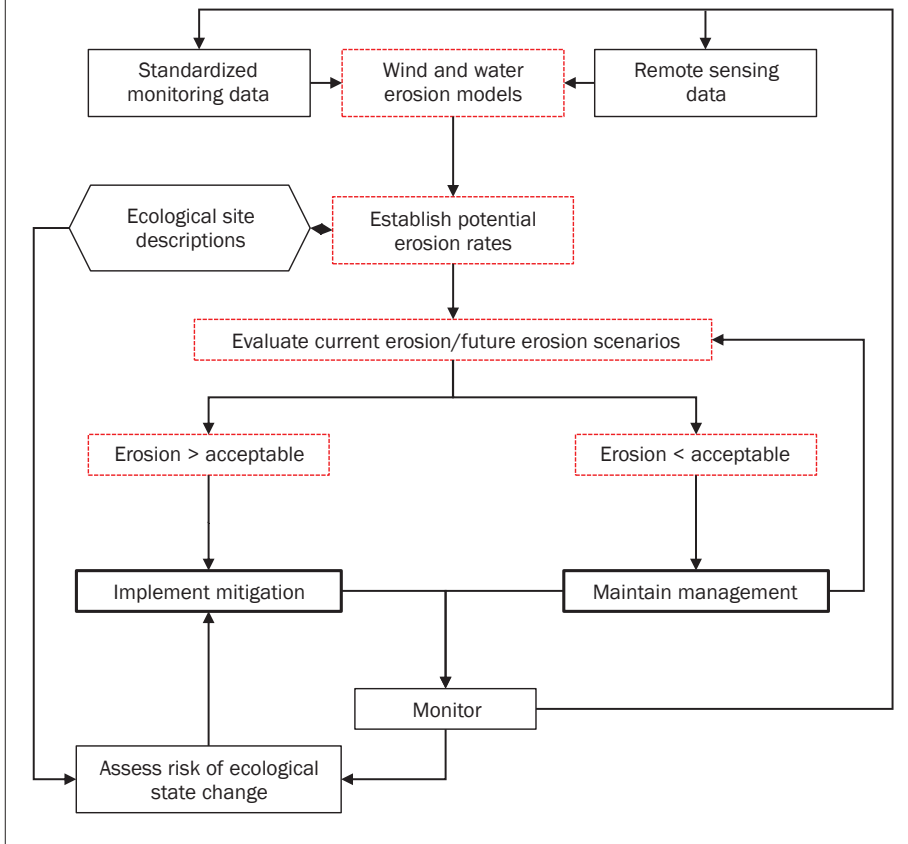 Standardized
monitoring data
Wind and water
erosion models
Remote sensing
data
Ecological site
descriptions
Establish potential
erosion rates
Evaluate current erosion/future erosion scenarios
Erosion > acceptable
Erosion < acceptable
Implement mitigation
Maintain management
Monitor
Assess risk of ecological
state change